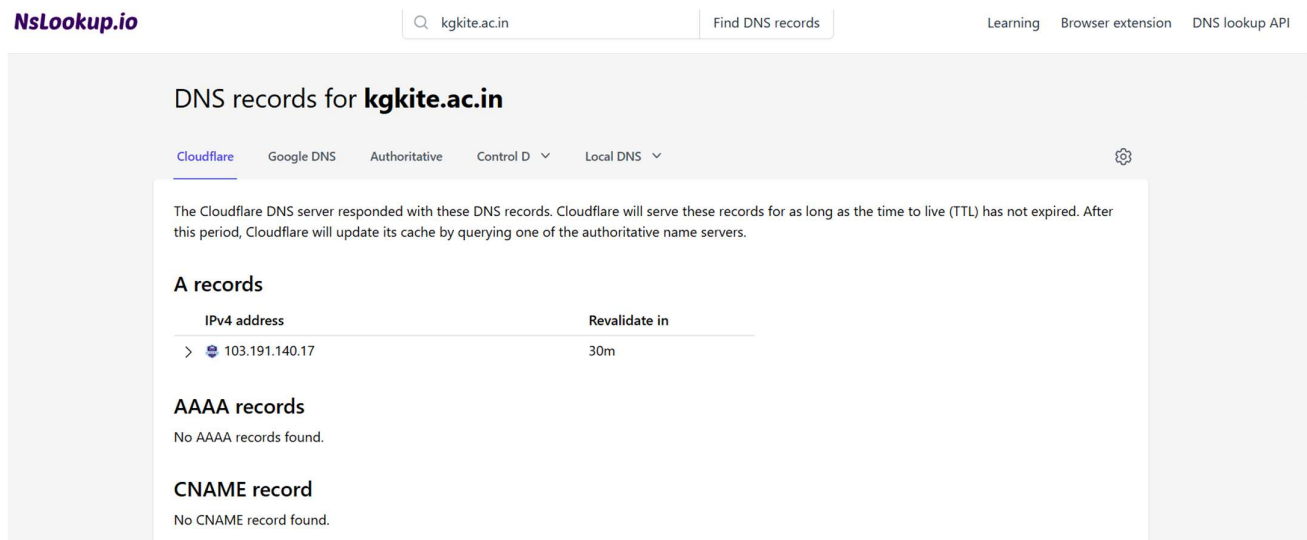 NsLookup.io
kgkite.ac.in
Find DNS records
Learning Browser extension DNS lookup API
DNS records for kgkite.ac.in
Cloudflare Google DNS Authoritative Control D Local DNS
The Cloudflare DNS server responded with these DNS records. Cloudflare will serve these records for as long as the time to live (TTL) has not expired. After
this period, Cloudflare will update its cache by querying one of the authoritative name servers.
A records
IPv4 address Revalidate in
103.191.140.17 30m
AAAA records
No AAAA records found.
CNAME record
No CNAME record found.